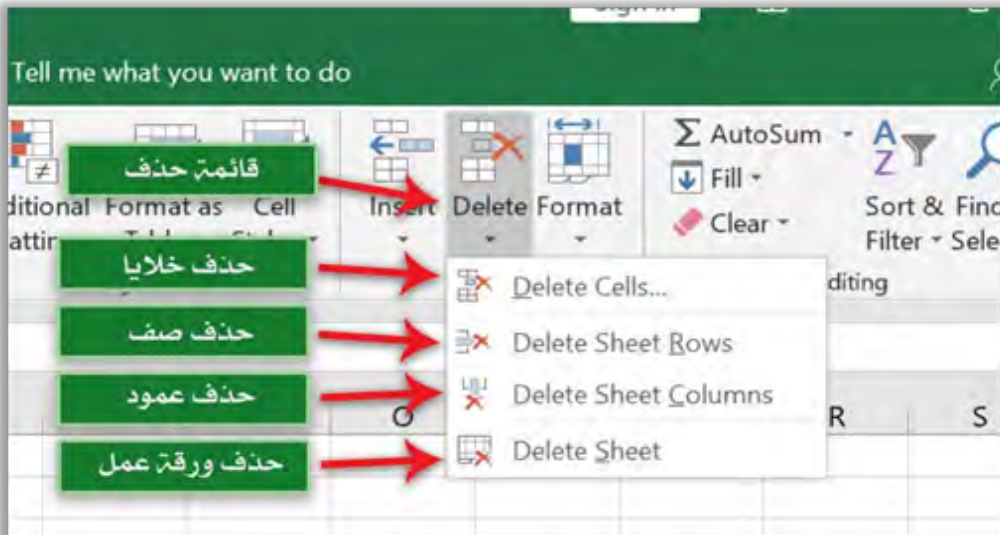 Tell me what you want to do
قائمة حذف
Insert Delete Format
Format as Cell
AutoSum
Fill
Clear
Sort &
Filter
حذف خلايا
Delete Cells...
حذف صف
Delete Sheet Rows
حذف عمود
Delete Sheet Columns
حذف ورقة عمل
Delete Sheet
O
R
S